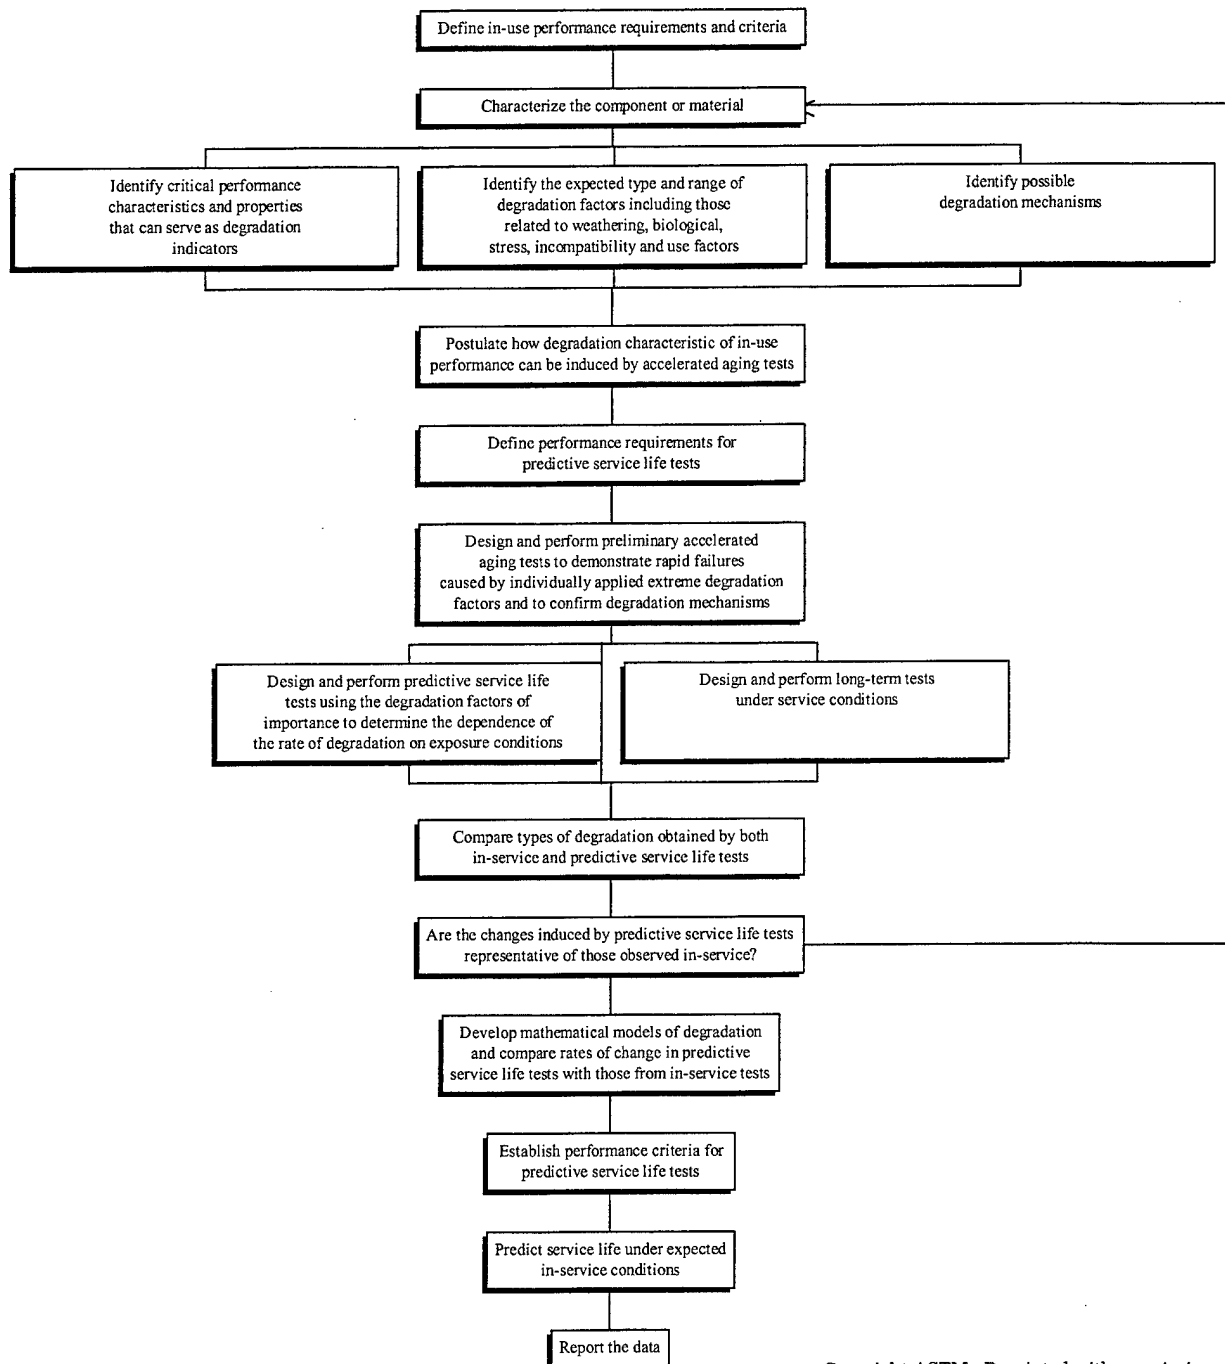 Define in-use performance requirements and criteria
Characterize the component or material
Identify critical performance
characteristics and properties
that can serve as degradation
indicators
Identify the expected type and range of
degradation factors including those
related to weathering, biological,
stress, incompatibility and use factors
Identify possible
degradation mechanisms
Postulate how degradation characteristic of in-use
performance can be induced by accelerated aging tests
Define performance requirements for
predictive service life tests
Design and perform preliminary accelerated
aging tests to demonstrate rapid failures
caused by individually applied extreme degradation
factors and to confirm degradation mechanisms
Design and perform predictive service life
tests using the degradation factors of
importance to determine the dependence of
the rate of degradation on exposure conditions
Design and perform long-term tests
under service conditions
Compare types of degradation obtained by both
in-service and predictive service life tests
Are the changes induced by predictive service life tests
representative of those observed in-service?
Develop mathematical models of degradation
and compare rates of change in predictive
service life tests with those from in-service tests
Establish performance criteria for
predictive service life tests
Predict service life under expected
in-service conditions
Report the data